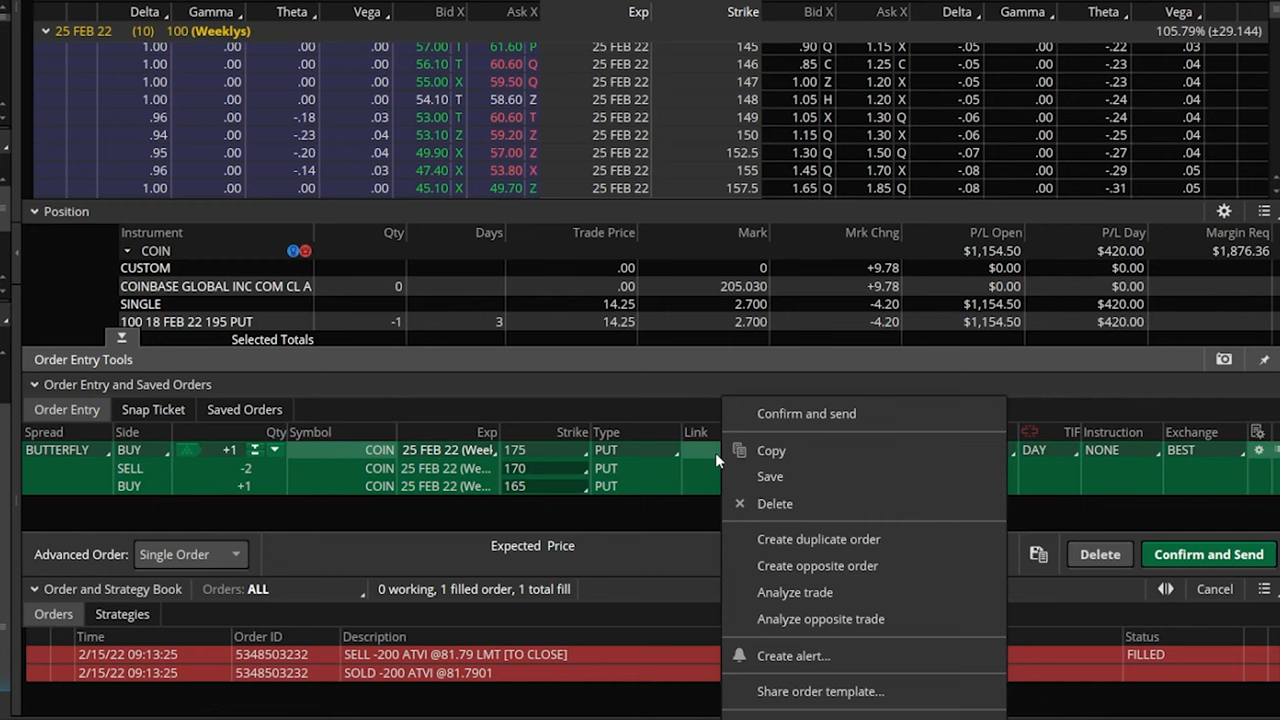 Delta Gamma Theta Vega Bid X Ask X Exp Strike Bid X Ask X Delta Gamma Theta Vega
25 FEB 22 (10) 100 (Weeklys) 105.79% (±29.144)
1.00 .00 .00 .00 57.00 T 61.60 P 25 FEB 22 145 .90 Q 1.15 X -.05 .00 -.22 .03
1.00 .00 .00 .00 56.10 T 60.60 Q 25 FEB 22 146 .85 C 1.25 C -.05 .00 -.23 .04
1.00 .00 .00 .00 55.00 X 59.50 Q 25 FEB 22 147 1.00 Z 1.20 X -.05 .00 -.23 .04
1.00 .00 .00 .00 54.10 T 58.60 Z 25 FEB 22 148 1.05 H 1.20 X -.05 .00 -.24 .04
.96 .00 -.18 .03 53.00 T 60.60 T 25 FEB 22 149 1.05 X 1.30 Q -.06 .00 -.24 .04
.94 .00 -.23 .04 53.10 Z 59.20 Z 25 FEB 22 150 1.15 Q 1.30 X -.06 .00 -.26 .04
.95 .00 -.20 .04 49.90 X 57.00 Z 25 FEB 22 152.5 1.30 Q 1.50 Q -.07 .00 -.27 .04
.96 .00 -.14 .03 47.40 X 53.80 X 25 FEB 22 155 1.45 Q 1.70 X -.08 .00 -.29 .05
1.00 .00 .00 .00 45.10 X 49.70 Z 25 FEB 22 157.5 1.65 Q 1.85 Q -.08 .00 -.31 .05
Position
Instrument Qty Days Trade Price Mark Mrk Chng P/L Open P/L Day Margin Req
COIN $1,154.50 $420.00 $1,876.36
CUSTOM .00 0 +9.78 $0.00 $0.00
COINBASE GLOBAL INC COM CL A 0 .00 205.030 +9.78 $0.00 $0.00
SINGLE 14.25 2.700 -4.20 $1,154.50 $420.00
100 18 FEB 22 195 PUT -1 3 14.25 2.700 -4.20 $1,154.50 $420.00
Selected Totals
Order Entry Tools
Order Entry and Saved Orders
Order Entry Snap Ticket Saved Orders
Spread Side Qty Symbol Exp Strike Type Link TIF Instruction Exchange
BUTTERFLY BUY +1 COIN 25 FEB 22 (Weel 175 PUT DAY NONE BEST
SELL -2 COIN 25 FEB 22 (We... 170 PUT
BUY +1 COIN 25 FEB 22 (We... 165 PUT
Confirm and send
Copy
Save
Delete
Create duplicate order
Create opposite order
Analyze trade
Analyze opposite trade
Create alert...
Share order template...
Advanced Order: Single Order Expected Price Delete Confirm and Send
Order and Strategy Book Orders: ALL 0 working, 1 filled order, 1 total fill Cancel
Orders Strategies
Time Order ID Description Status
2/15/22 09:13:25 5348503232 SELL -200 ATVI @81.79 LMT [TO CLOSE] FILLED
2/15/22 09:13:25 5348503232 SOLD -200 ATVI @81.7901